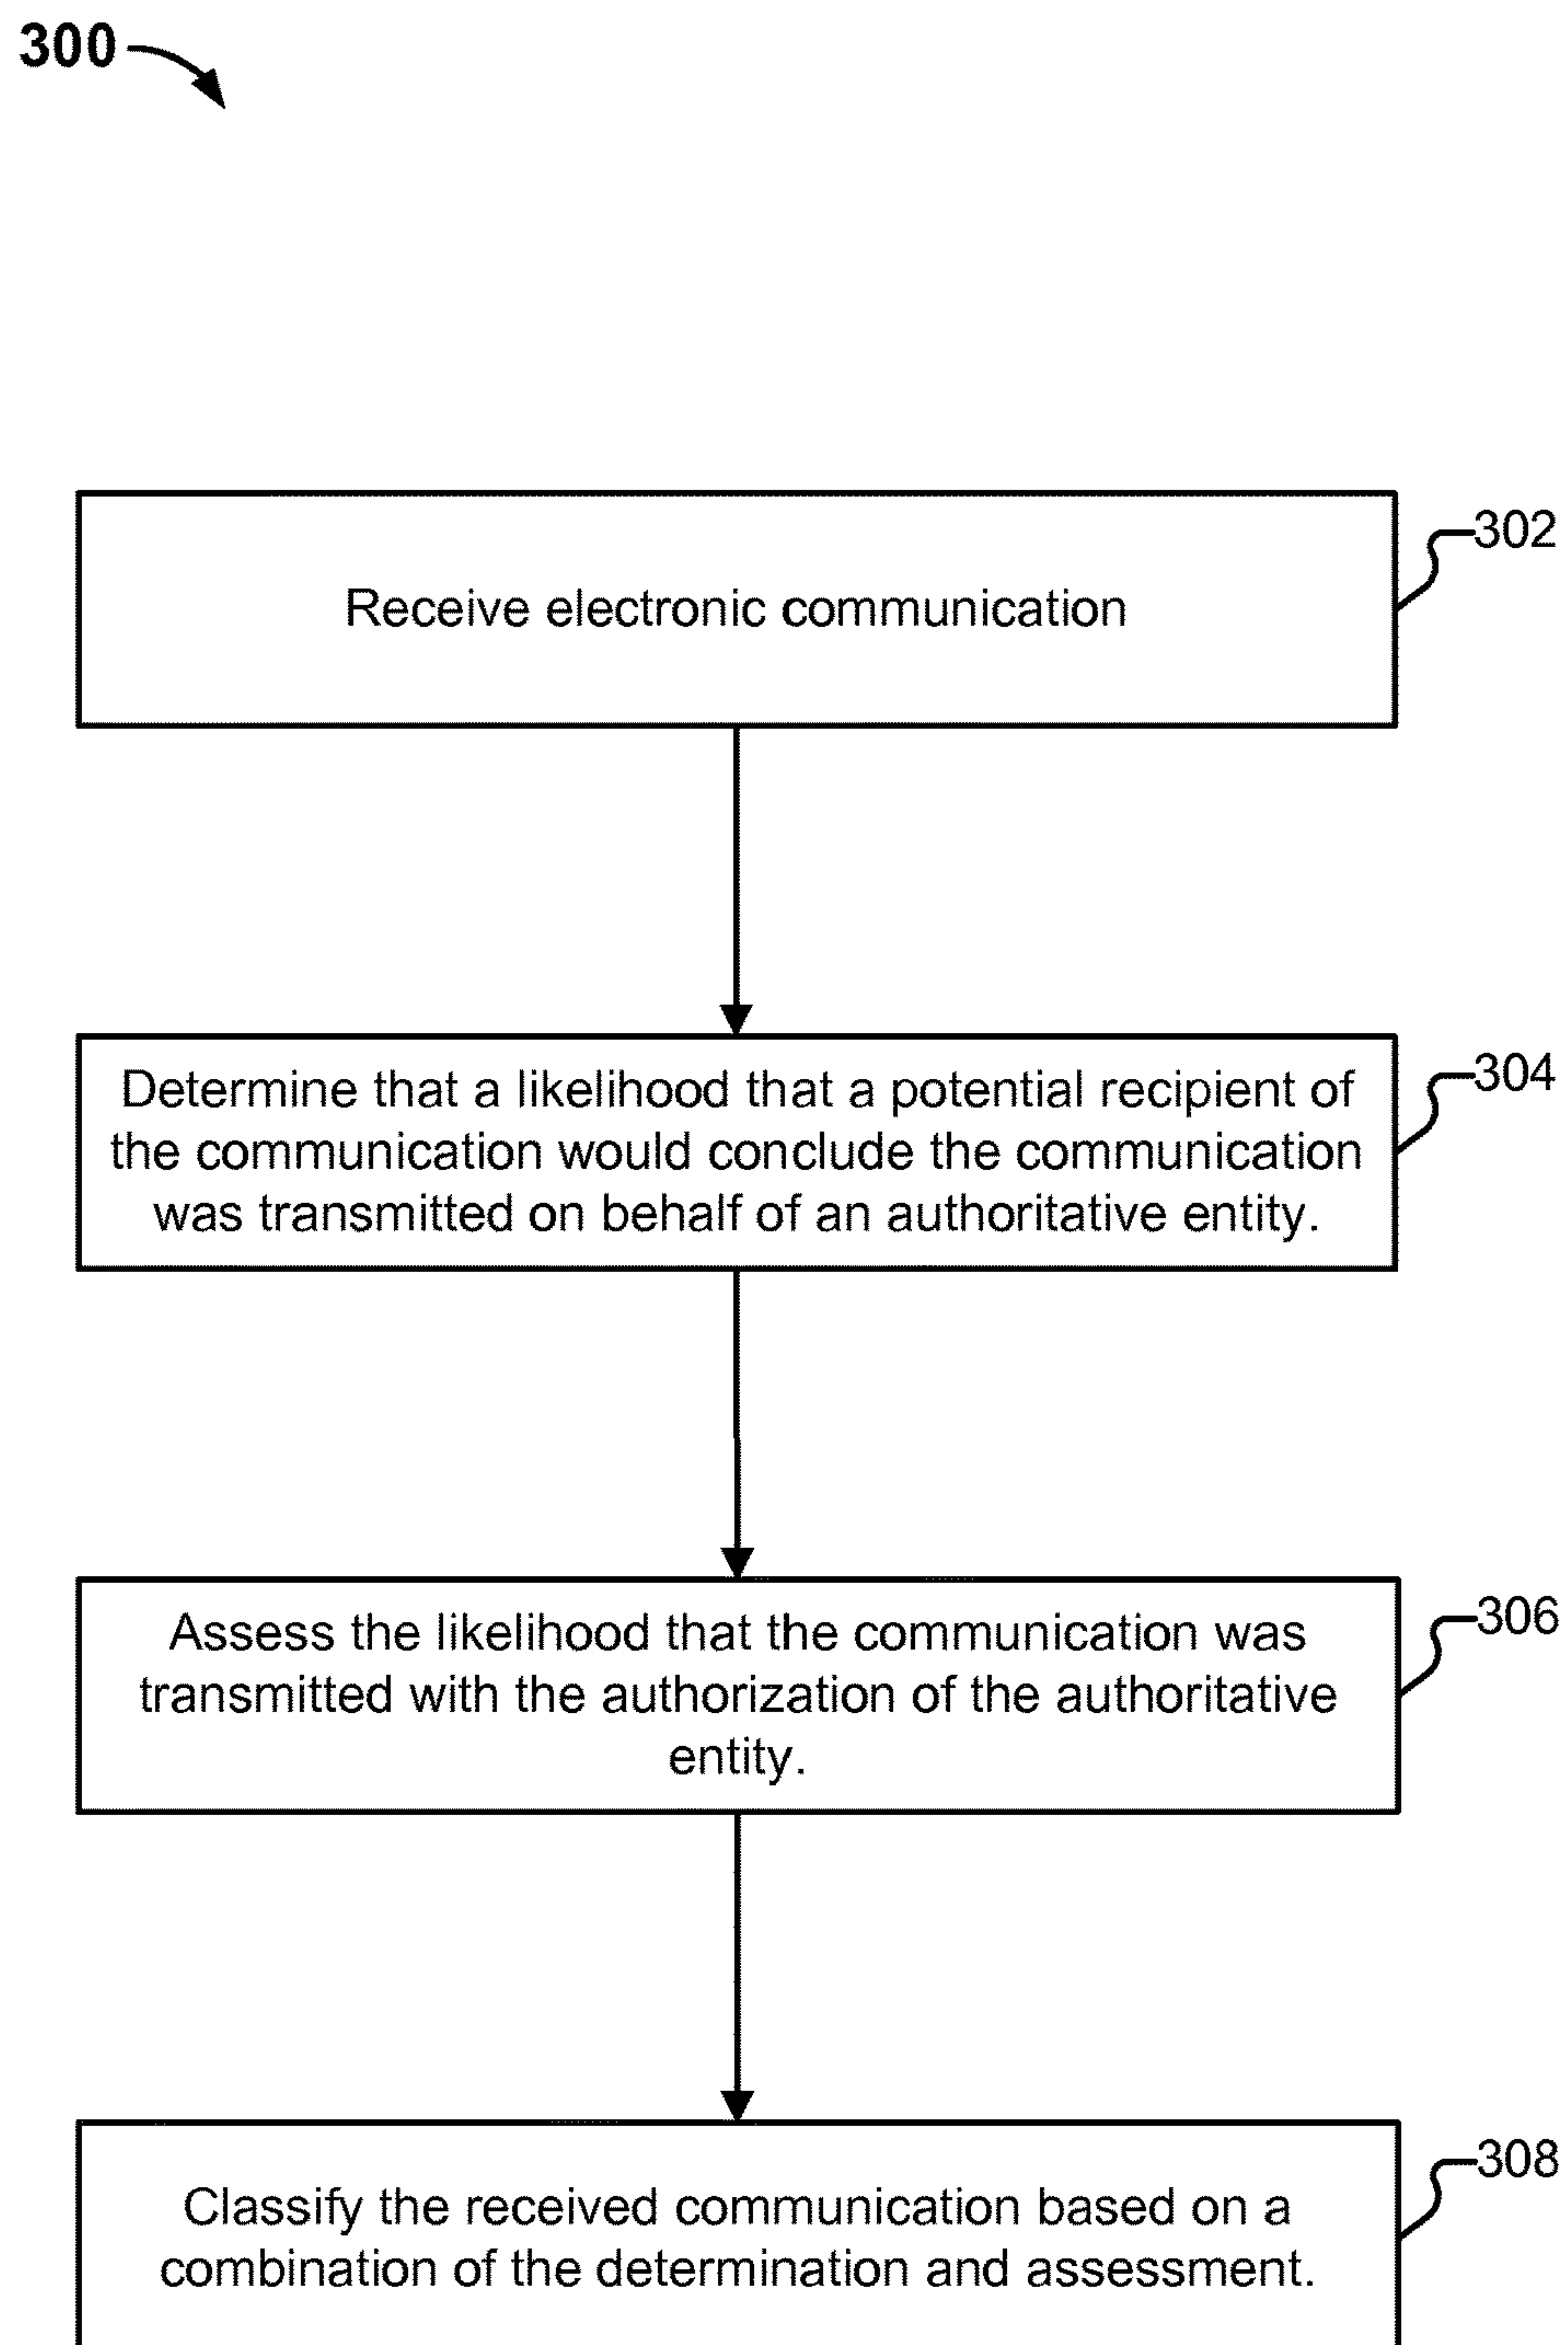 300
Receive electronic communication
302
Determine that a likelihood that a potential recipient of
the communication would conclude the communication
was transmitted on behalf of an authoritative entity.
304
Assess the likelihood that the communication was
transmitted with the authorization of the authoritative
entity.
306
Classify the received communication based on a
combination of the determination and assessment.
308